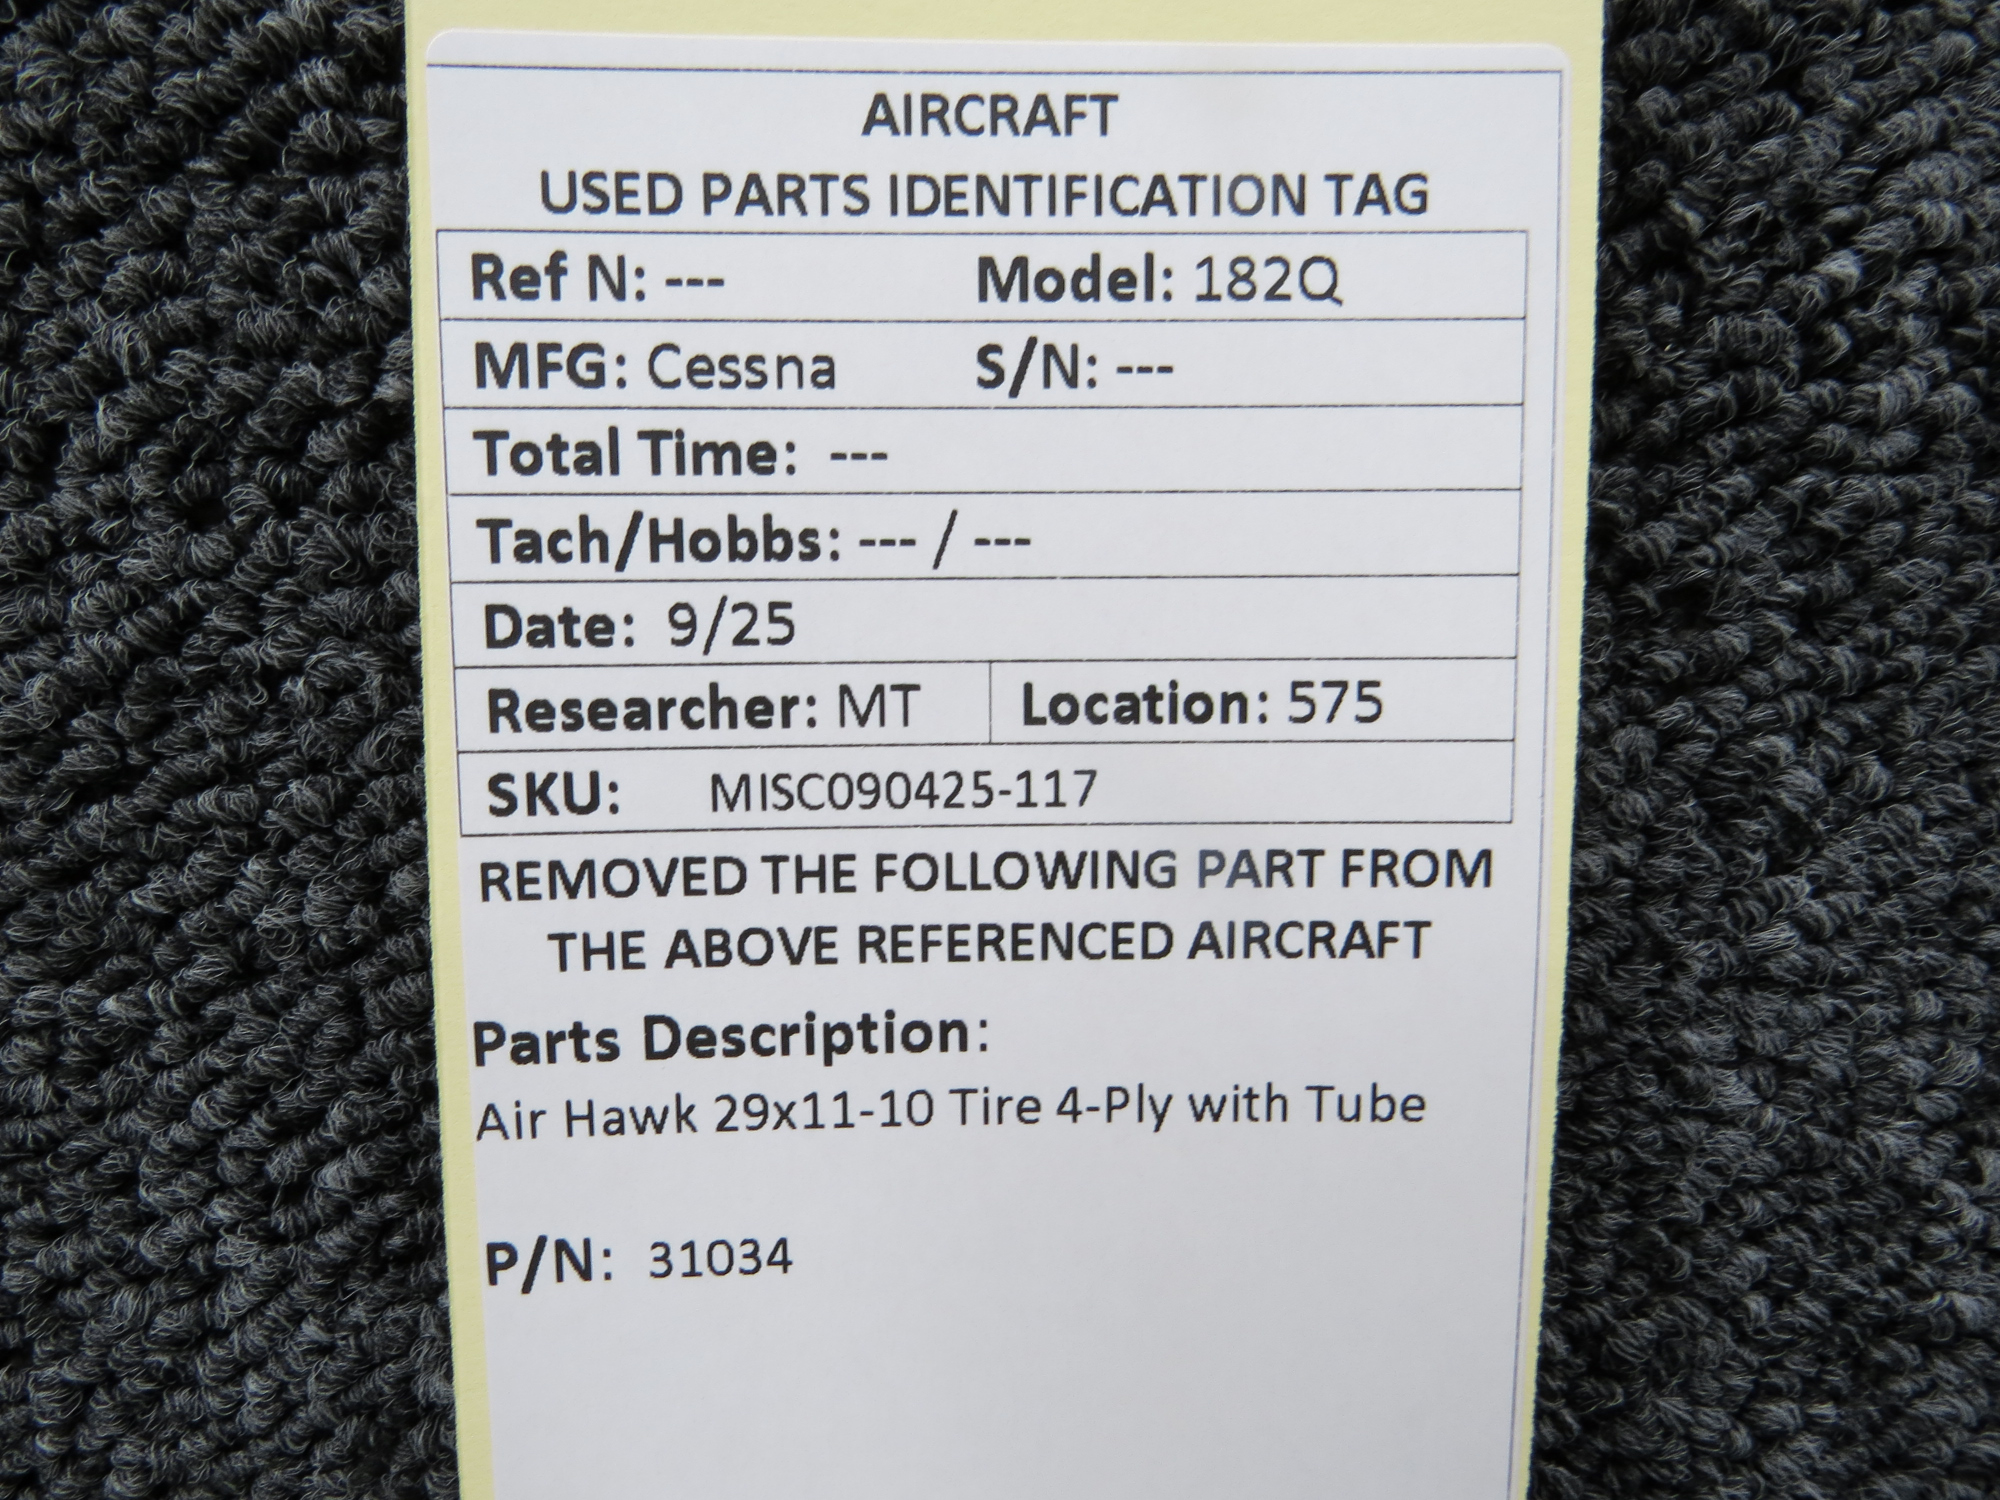 AIRCRAFT
USED PARTS IDENTIFICATION TAG
Ref N: --- Model: 182Q
MFG: Cessna S/N: ---
Total Time: ---
Tach/Hobbs: --- / ---
Date: 9/25
Researcher: MT Location: 575
SKU: MISC090425-117
REMOVED THE FOLLOWING PART FROM
THE ABOVE REFERENCED AIRCRAFT
Parts Description:
Air Hawk 29x11-10 Tire 4-Ply with Tube
P/N: 31034